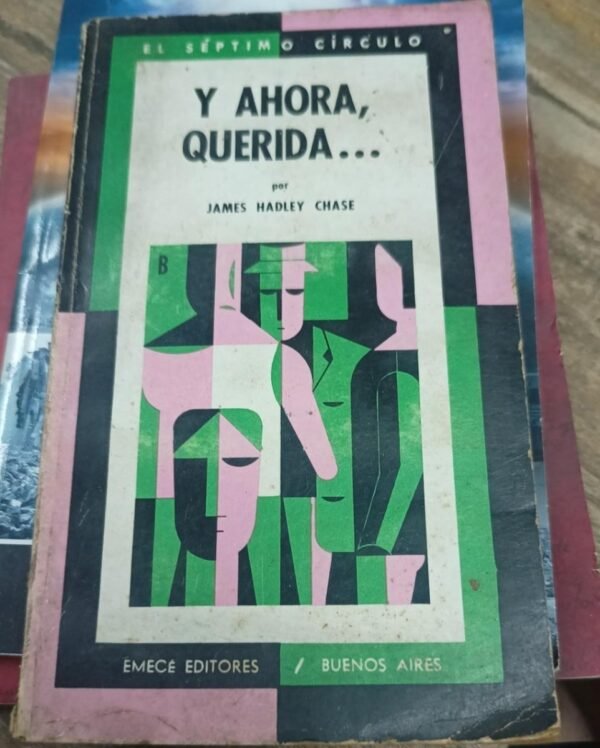 EL SÉPTIMO CÍRCULO
Y AHORA,
QUERIDA...
por
JAMES HADLEY CHASE
B
EMECÉ EDITORES / BUENOS AIRES